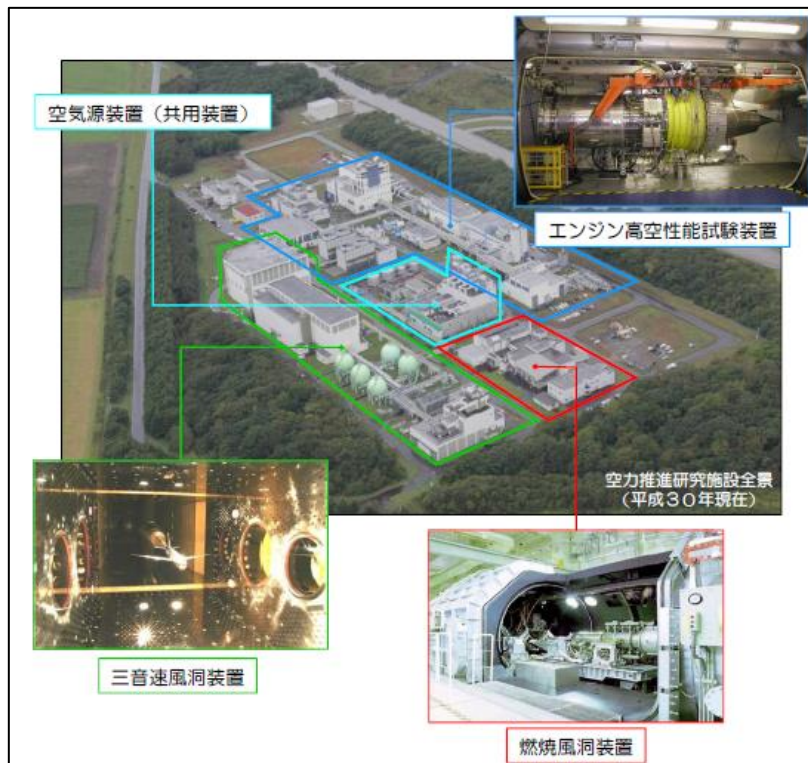 空気源装置（共用装置）
エンジン高空性能試験装置
空力推進研究施設全景
（平成３０年現在）
三音速風洞装置
燃焼風洞装置